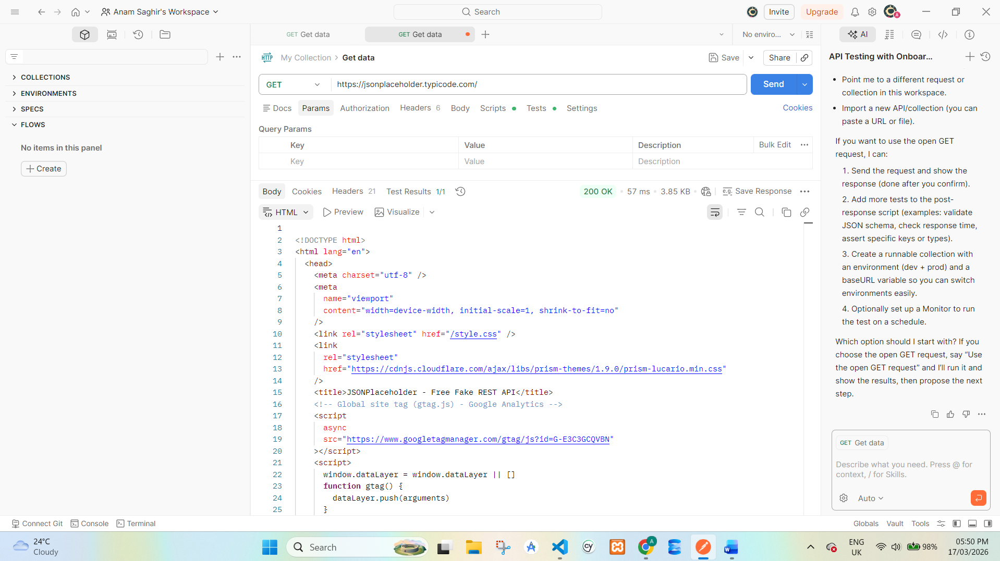 Anam Saghir's Workspace
Search
Invite
Upgrade
A
GET Get data
GET Get data
No enviro...
AI
COLLECTIONS
ENVIRONMENTS
SPECS
FLOWS
No items in this panel
Create
HTTP My Collection > Get data
Save
Share
GET
https://jsonplaceholder.typicode.com/
Send
Docs
Params
Authorization
Headers 6
Body
Scripts
Tests
Settings
Cookies
Query Params
Key Value Description Bulk Edit
Key Value Description
Body
Cookies
Headers 21
Test Results 1/1
200 OK
57 ms
3.85 KB
e.g. Save Response
HTML
Preview
Visualize
1
2 <!DOCTYPE html>
3 <html lang="en">
4 <head>
5 <meta charset="utf-8" />
6 <meta
7 name="viewport"
8 content="width=device-width, initial-scale=1, shrink-to-fit=no"
9 />
10 <link rel="stylesheet" href="/style.css" />
11 <link
12 rel="stylesheet"
13 href="https://cdnjs.cloudflare.com/ajax/libs/prism-themes/1.9.0/prism-lucario.min.css"
14 />
15 <title>JSONPlaceholder - Free Fake REST API</title>
16 <!-- Global site tag (gtag.js) - Google Analytics -->
17 <script
18 async
19 src="https://www.googletagmanager.com/gtag/js?id=G-E3C3GCQVBN"
20 ></script>
21 <script>
22 window.dataLayer = window.dataLayer || []
23 function gtag() {
24 dataLayer.push(arguments)
25 }
API Testing with Onboar...
• Point me to a different request or
collection in this workspace.
• Import a new API/collection (you can
paste a URL or file).
If you want to use the open GET
request, I can:
1. Send the request and show the
response (done after you confirm).
2. Add more tests to the post-
response script (examples: validate
JSON schema, check response time,
assert specific keys or types).
3. Create a runnable collection with
an environment (dev + prod) and a
baseURL variable so you can switch
environments easily.
4. Optionally set up a Monitor to run
the test on a schedule.
Which option should I start with? If you
choose the open GET request, say “Use
the open GET request” and I’ll run it and
show the results, then propose the next
step.
GET Get data
Describe what you need. Press @ for
context, / for Skills.
Auto
Connect Git
Console
Terminal
Globals
Vault
Tools
24°C
Cloudy
Search
cy
A
W
ENG
UK
98%
05:50 PM
17/03/2026